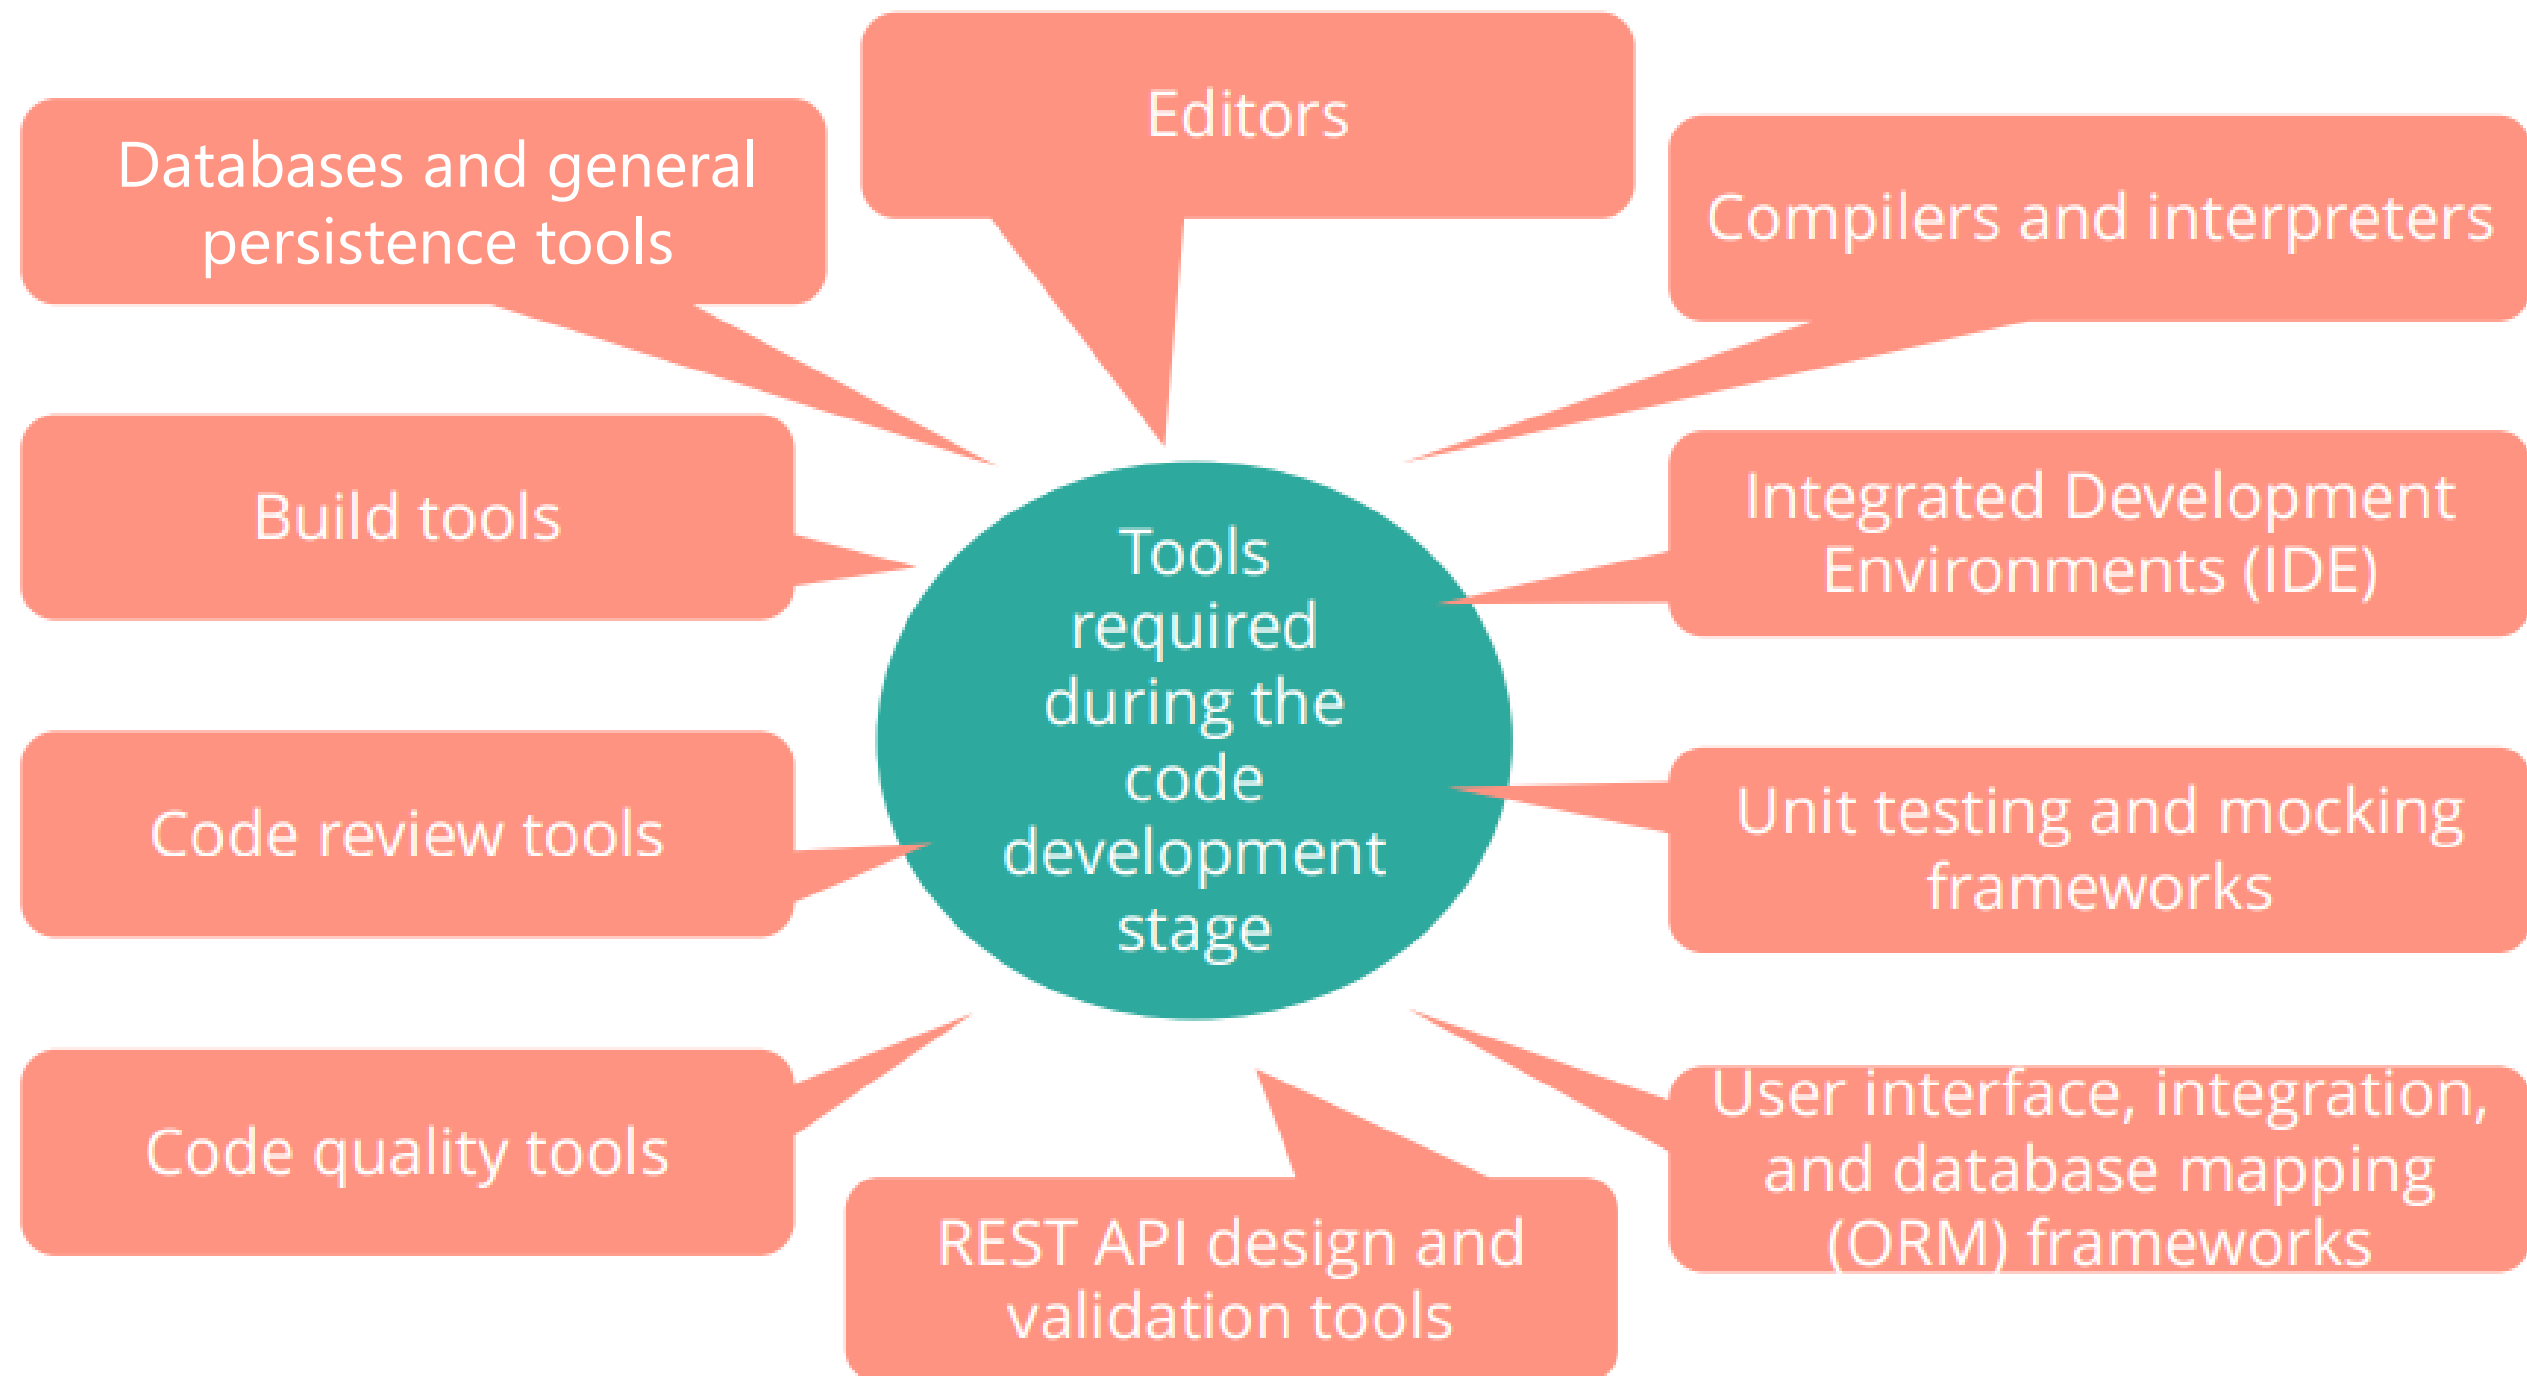 Editors
Databases and general
persistence tools
Compilers and interpreters
Build tools
Integrated Development
Environments (IDE)
Tools
required
during the
code
development
stage
Code review tools
Unit testing and mocking
frameworks
Code quality tools
User interface, integration,
and database mapping
(ORM) frameworks
REST API design and
validation tools